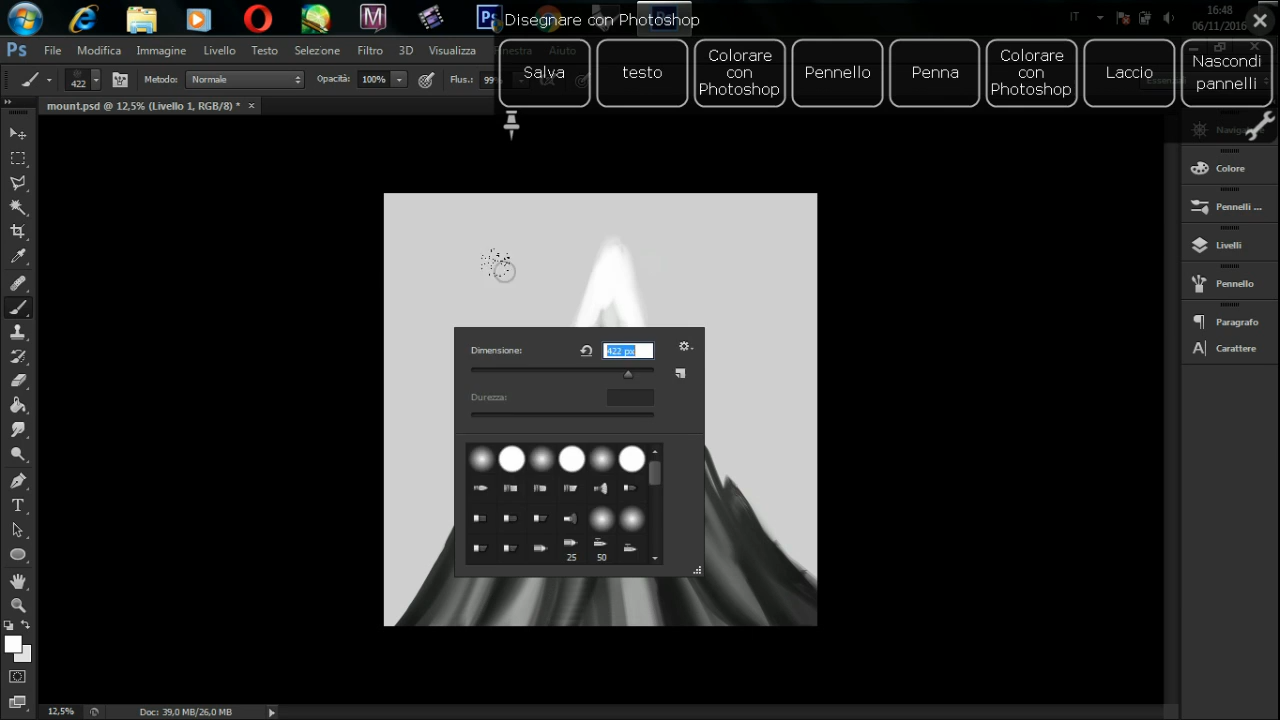 Disegnare con Photoshop
IT
16:48
06/11/2016
Ps
File Modifica Immagine Livello Testo Selezione Filtro 3D Visualizza Finestra Aiuto
Salva
testo
Colorare con Photoshop
Pennello
Penna
Colorare con Photoshop
Laccio
Nascondi pannelli
422
Metodo: Normale
Opacità: 100%
Flus.: 99%
mount.psd @ 12,5% (Livello 1, RGB/8) *
Colore
Pennelli ...
Livelli
Pennello
Paragrafo
Carattere
Dimensione: 422 px
Durezza:
25 50
12,5%
Doc: 39,0 MB/26,0 MB